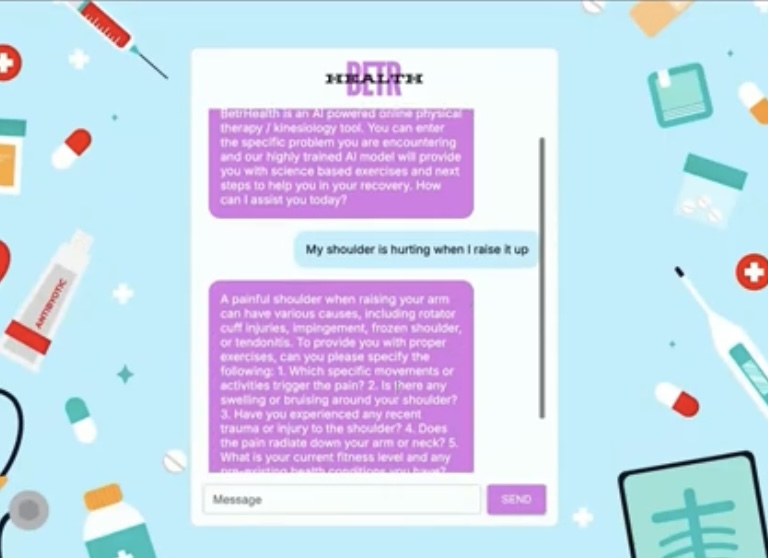 BETR
HEALTH
BetrHealth is an AI powered online physical
therapy / kinesiology tool. You can enter
the specific problem you are encountering
and our highly trained AI model will provide
you with science based exercises and next
steps to help you in your recovery. How
can I assist you today?
My shoulder is hurting when I raise it up
A painful shoulder when raising your arm
can have various causes, including rotator
cuff injuries, impingement, frozen shoulder,
or tendonitis. To provide you with proper
exercises, can you please specify the
following: 1. Which specific movements or
activities trigger the pain? 2. Is there any
swelling or bruising around your shoulder?
3. Have you experienced any recent
trauma or injury to the shoulder? 4. Does
the pain radiate down your arm or neck? 5.
What is your current fitness level and any
pre-existing health conditions you have?
Message
SEND
ANTIBYOTIC